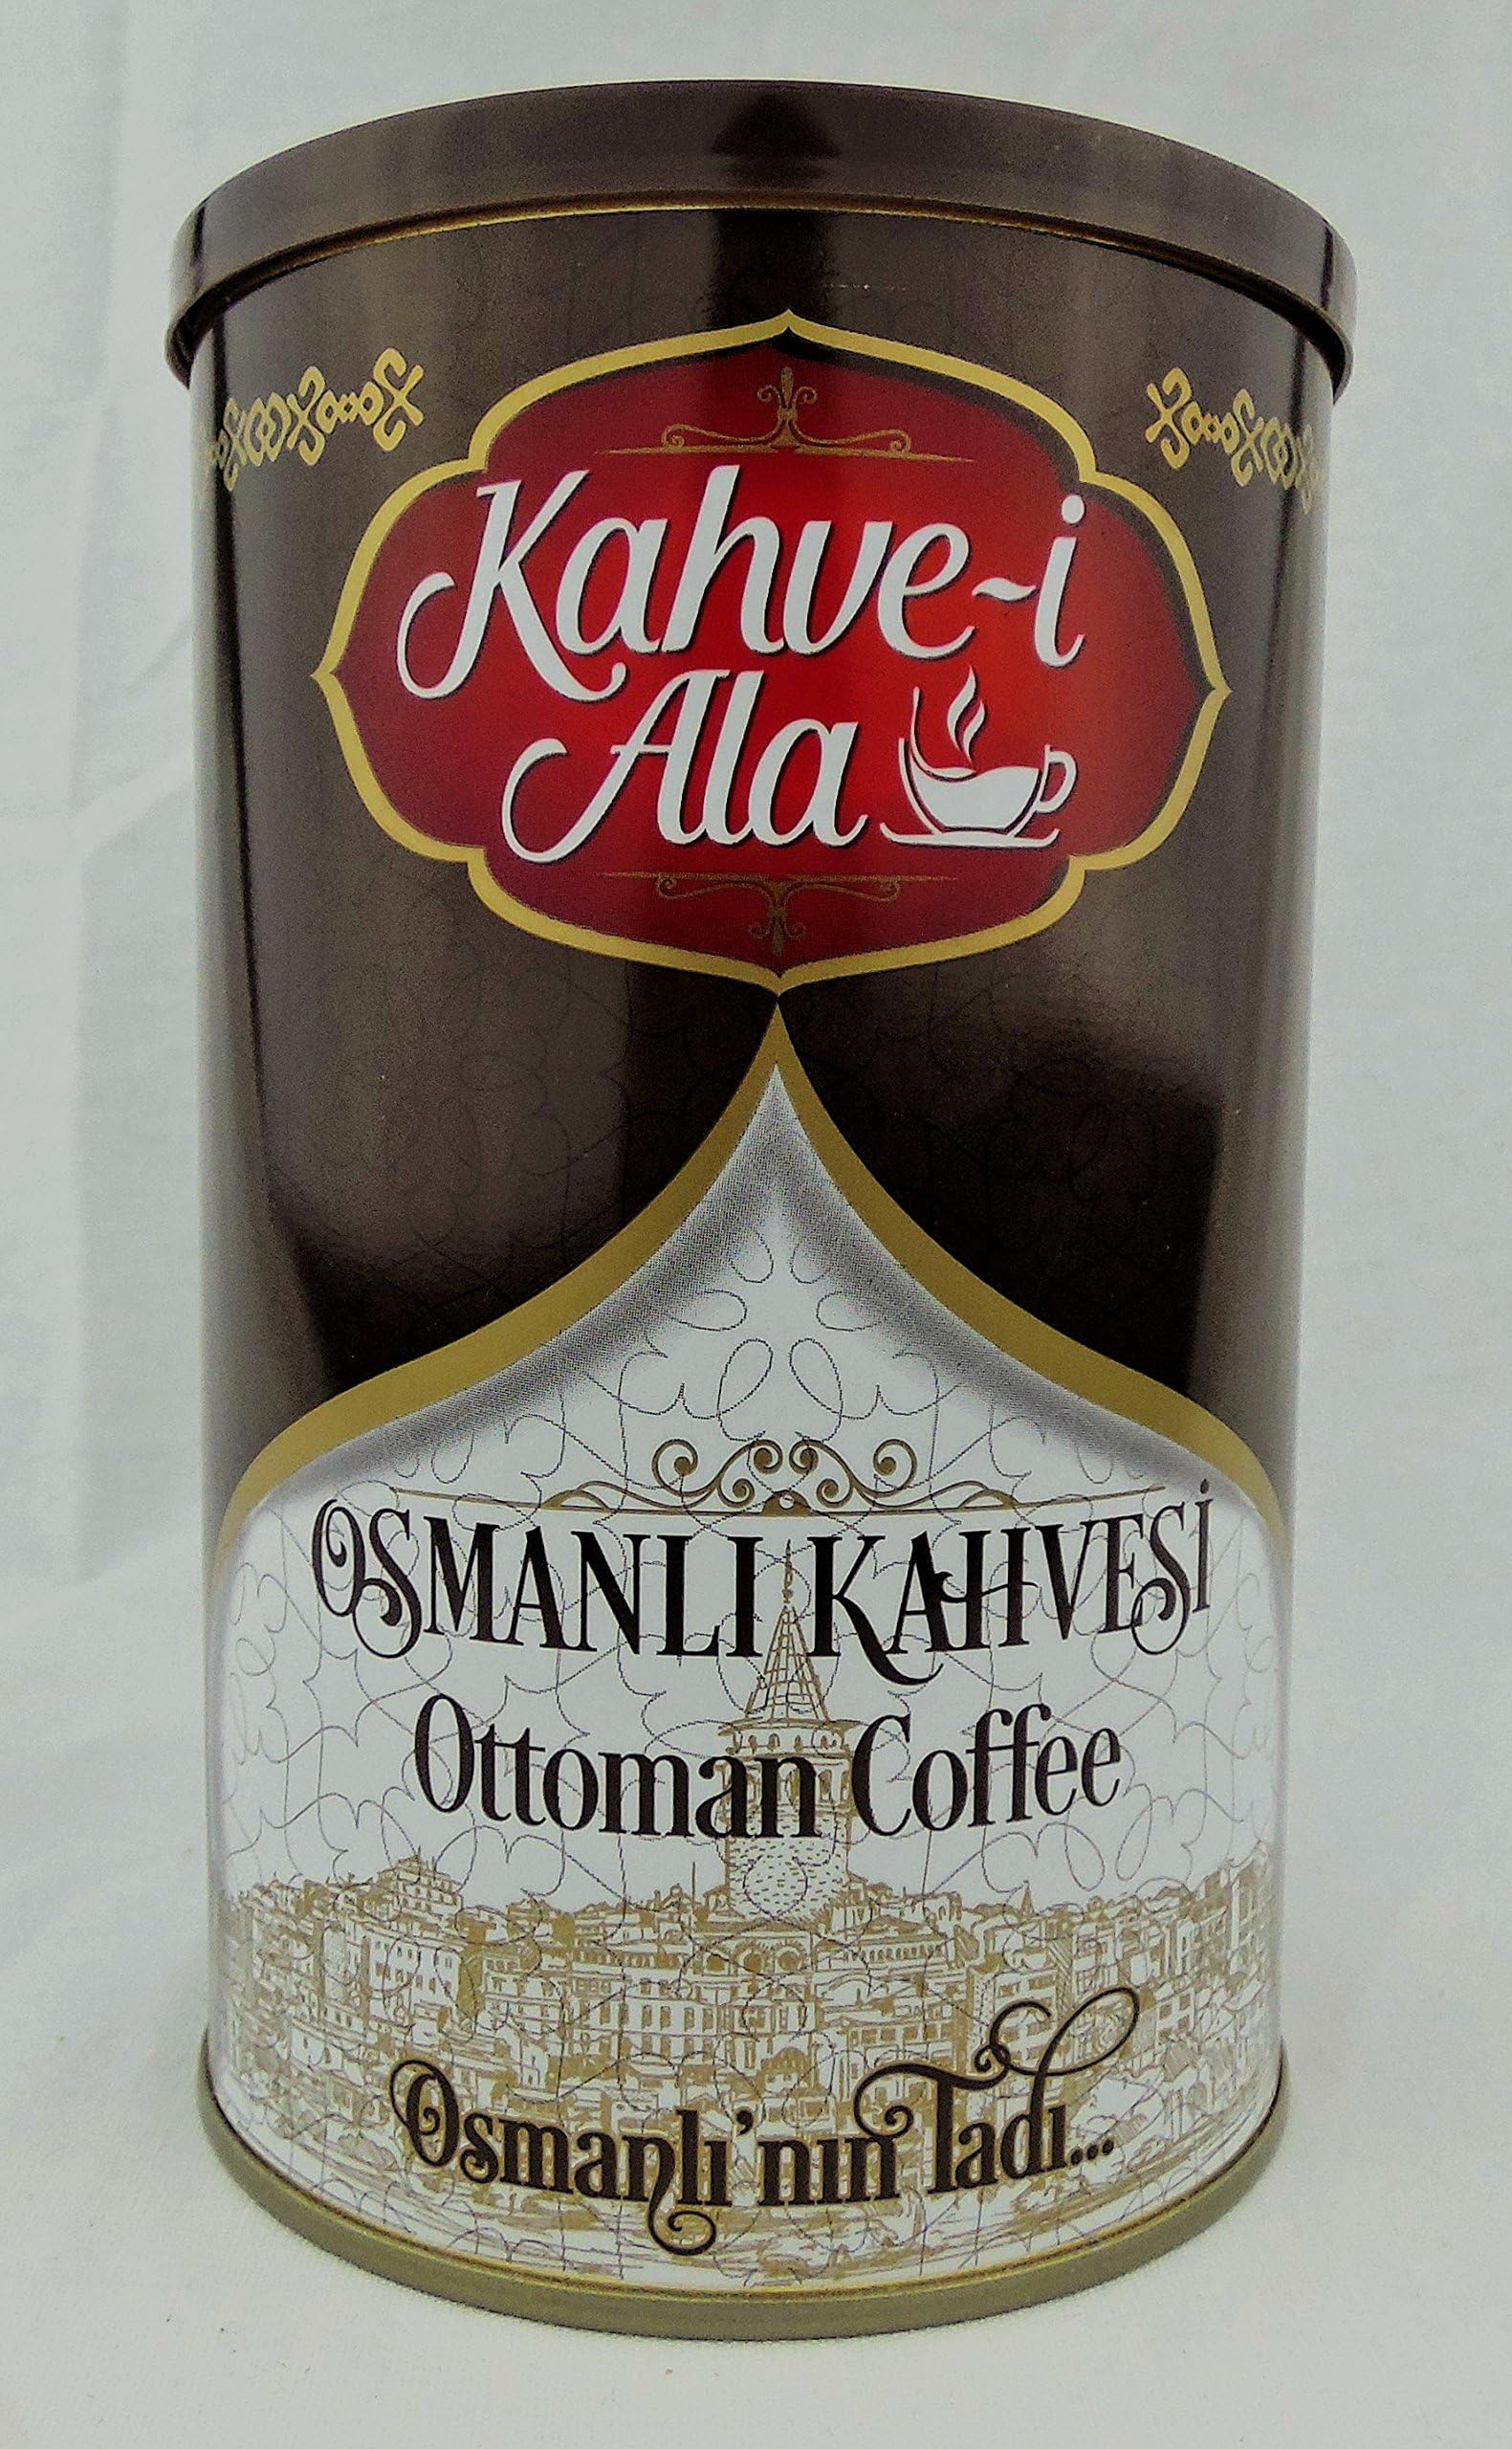 Kahve-i
Ala
OSMANLI KAHVESİ
Ottoman Coffee
Osmanlı'nın Tadı...